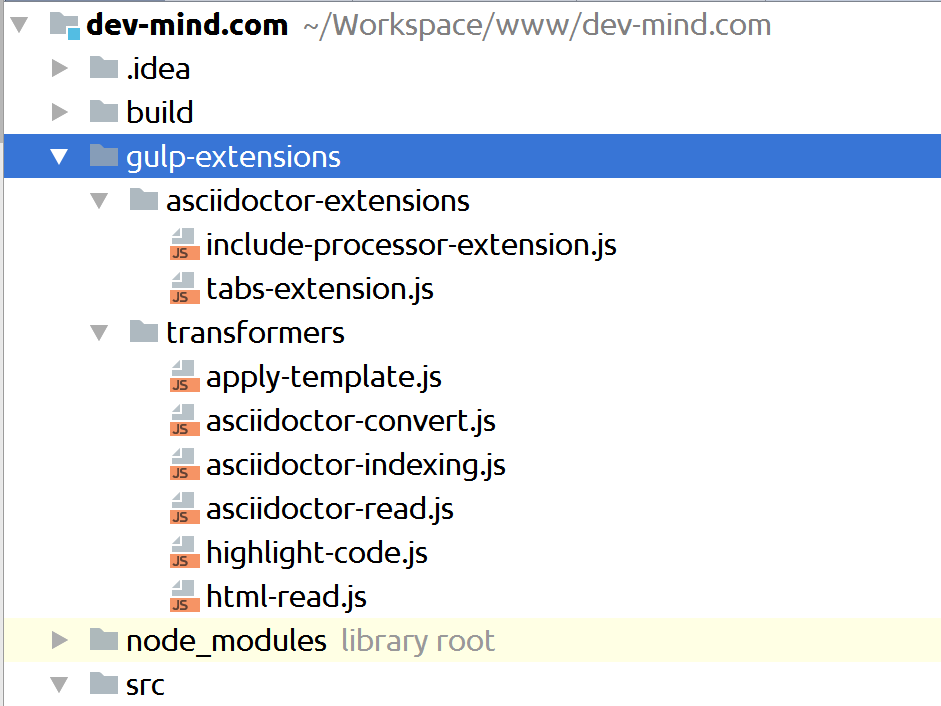 dev-mind.com ~/Workspace/www/dev-mind.com
.idea
build
gulp-extensions
asciidoctor-extensions
JS include-processor-extension.js
JS tabs-extension.js
transformers
JS apply-template.js
JS asciidoctor-convert.js
JS asciidoctor-indexing.js
JS asciidoctor-read.js
JS highlight-code.js
JS html-read.js
node_modules library root
src